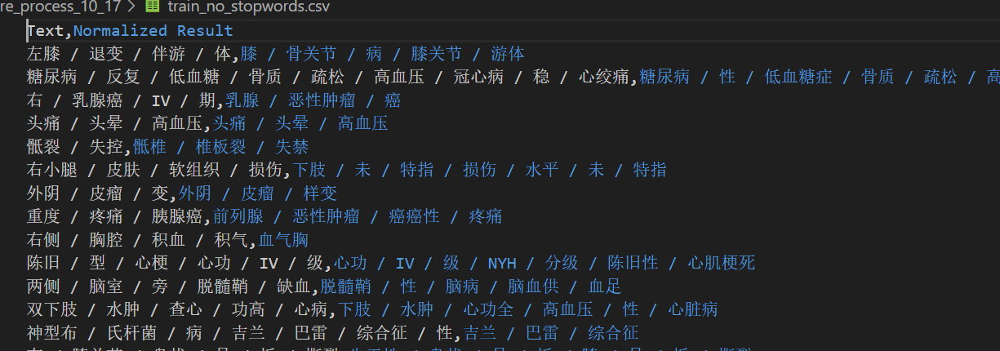 re_process_10_17 > train_no_stopwords.csv
Text,Normalized Result
左膝 / 退变 / 伴游 / 体,膝 / 骨关节 / 病 / 膝关节 / 游体
糖尿病 / 反复 / 低血糖 / 骨质 / 疏松 / 高血压 / 冠心病 / 稳 / 心绞痛,糖尿病 / 性 / 低血糖症 / 骨质 / 疏松 / 高
右 / 乳腺癌 / IV / 期,乳腺 / 恶性肿瘤 / 癌
头痛 / 头晕 / 高血压,头痛 / 头晕 / 高血压
骶裂 / 失控,骶椎 / 椎板裂 / 失禁
右小腿 / 皮肤 / 软组织 / 损伤,下肢 / 未 / 特指 / 损伤 / 水平 / 未 / 特指
外阴 / 皮瘤 / 变,外阴 / 皮瘤 / 样变
重度 / 疼痛 / 胰腺癌,前列腺 / 恶性肿瘤 / 癌癌性 / 疼痛
右侧 / 胸腔 / 积血 / 积气,血气胸
陈旧 / 型 / 心梗 / 心功 / IV / 级,心功 / IV / 级 / NYH / 分级 / 陈旧性 / 心肌梗死
两侧 / 脑室 / 旁 / 脱髓鞘 / 缺血,脱髓鞘 / 性 / 脑病 / 脑血供 / 血足
双下肢 / 水肿 / 查心 / 功高 / 心病,下肢 / 水肿 / 心功全 / 高血压 / 性 / 心脏病
神型布 / 氏杆菌 / 病 / 吉兰 / 巴雷 / 综合征 / 性,吉兰 / 巴雷 / 综合征